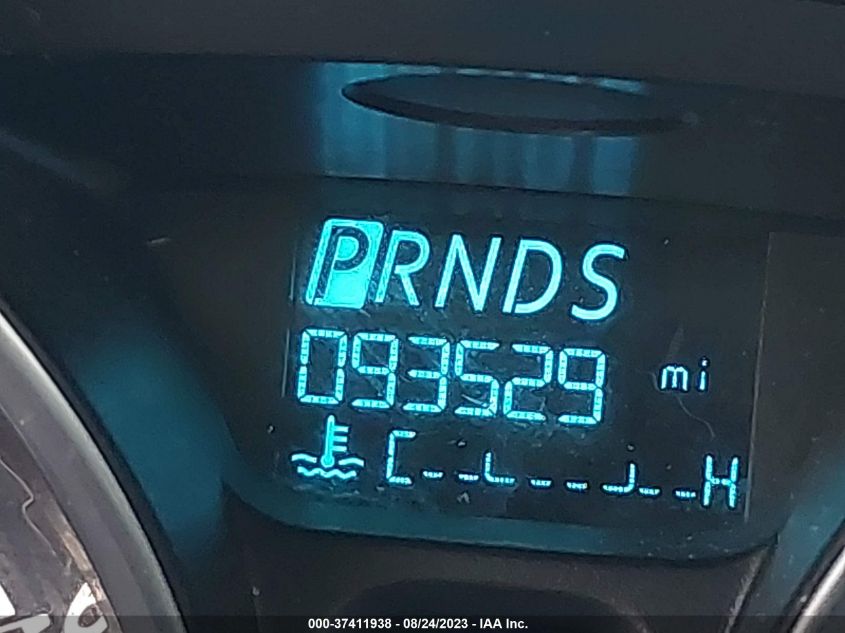 PRNDS
093529 mi
C H
000-37411938 - 08/24/2023 - IAA Inc.